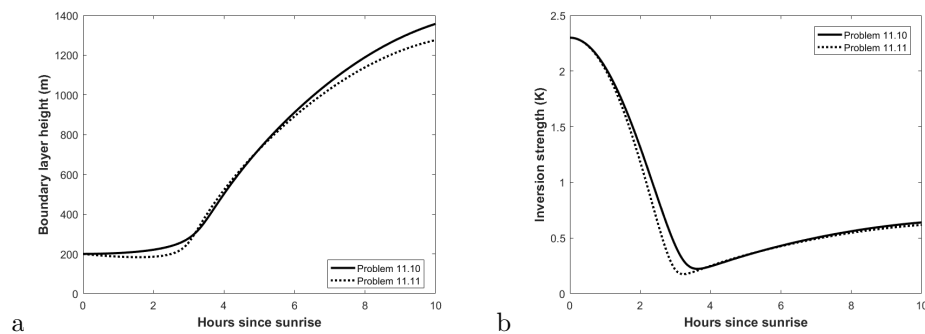 Boundary layer height (m)
1400
1200
1000
800
600
400
200
0
0 2 4 6 8 10
Hours since sunrise
Problem 11.10
Problem 11.11
a
Inversion strength (K)
2.5
2
1.5
1
0.5
0
0 2 4 6 8 10
Hours since sunrise
Problem 11.10
Problem 11.11
b